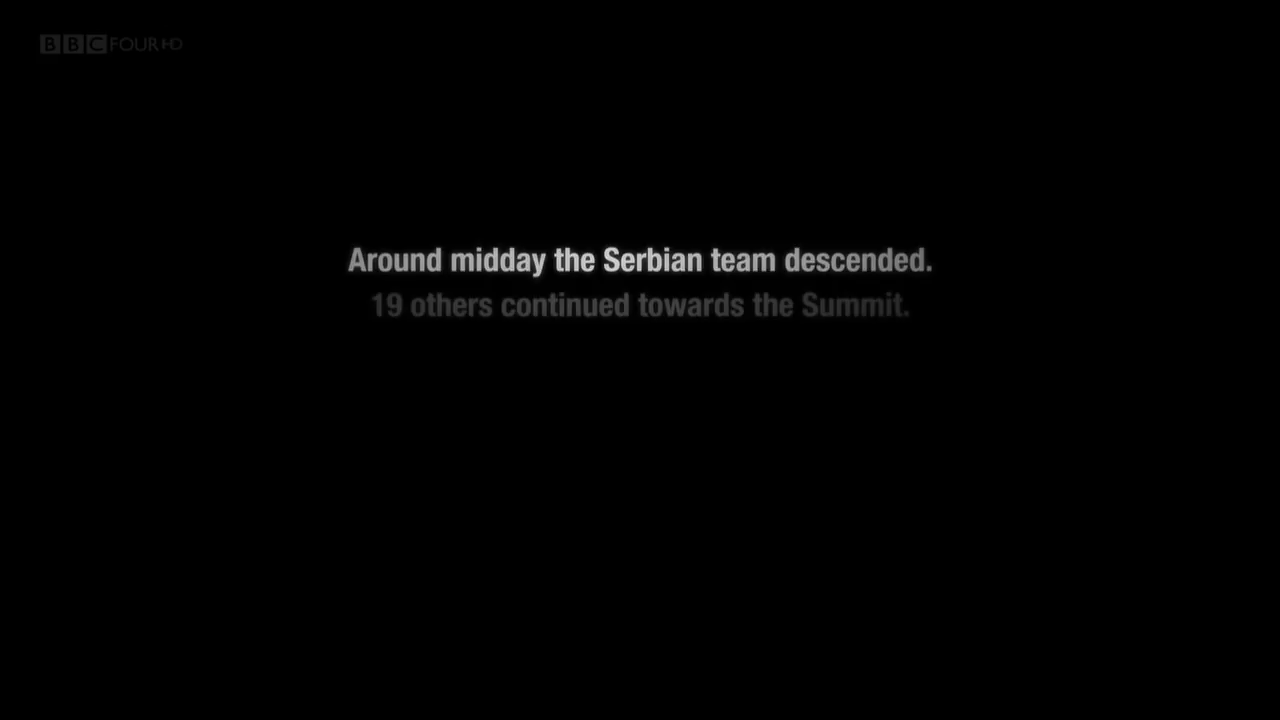 BBC FOUR HD
Around midday the Serbian team descended.
19 others continued towards the Summit.